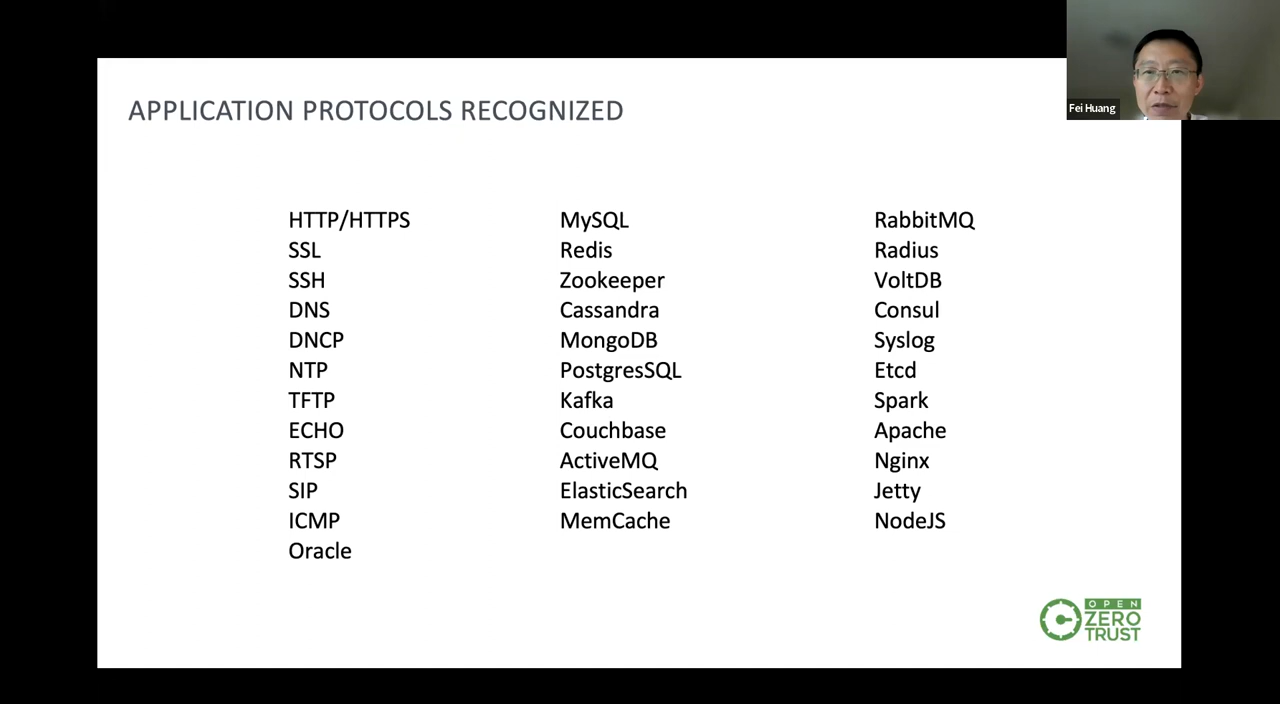 Fei Huang
APPLICATION PROTOCOLS RECOGNIZED
HTTP/HTTPS
SSL
SSH
DNS
DNCP
NTP
TFTP
ECHO
RTSP
SIP
ICMP
Oracle
MySQL
Redis
Zookeeper
Cassandra
MongoDB
PostgresSQL
Kafka
Couchbase
ActiveMQ
ElasticSearch
MemCache
RabbitMQ
Radius
VoltDB
Consul
Syslog
Etcd
Spark
Apache
Nginx
Jetty
NodeJS
OPEN
ZERO
TRUST